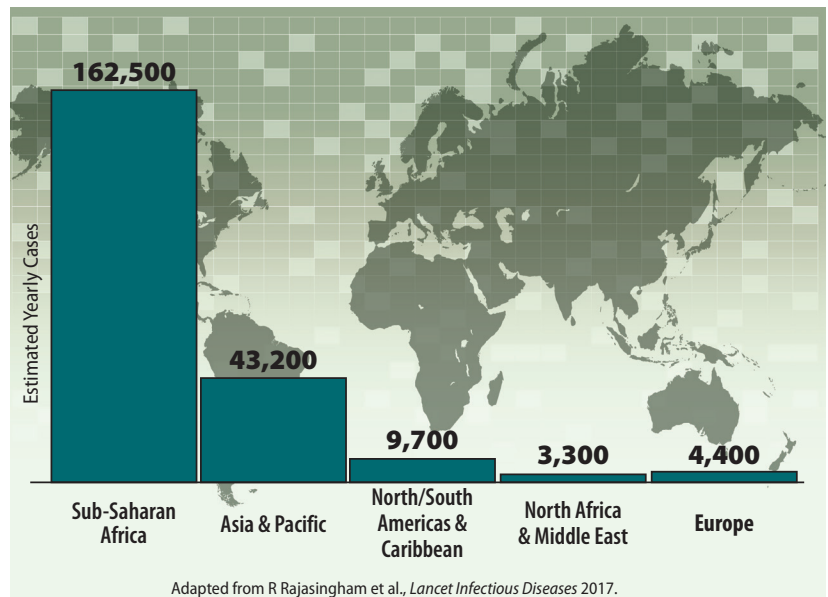 162,500
43,200
9,700
3,300
4,400
Estimated Yearly Cases
Sub-Saharan
Africa
Asia & Pacific
North/South
Americas &
Caribbean
North Africa
& Middle East
Europe
Adapted from R Rajasingham et al., Lancet Infectious Diseases 2017.